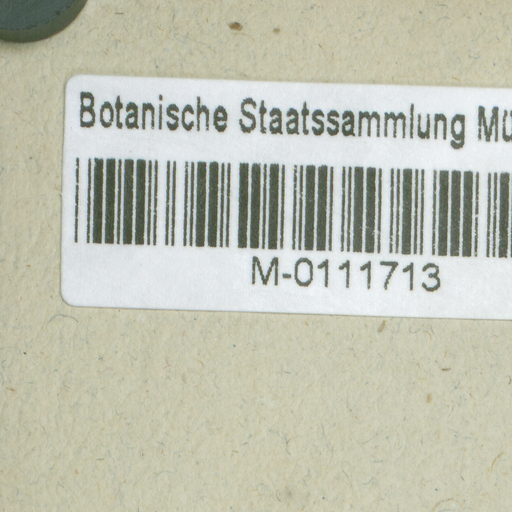 Botanische Staatssammlung Mü
M-0111713